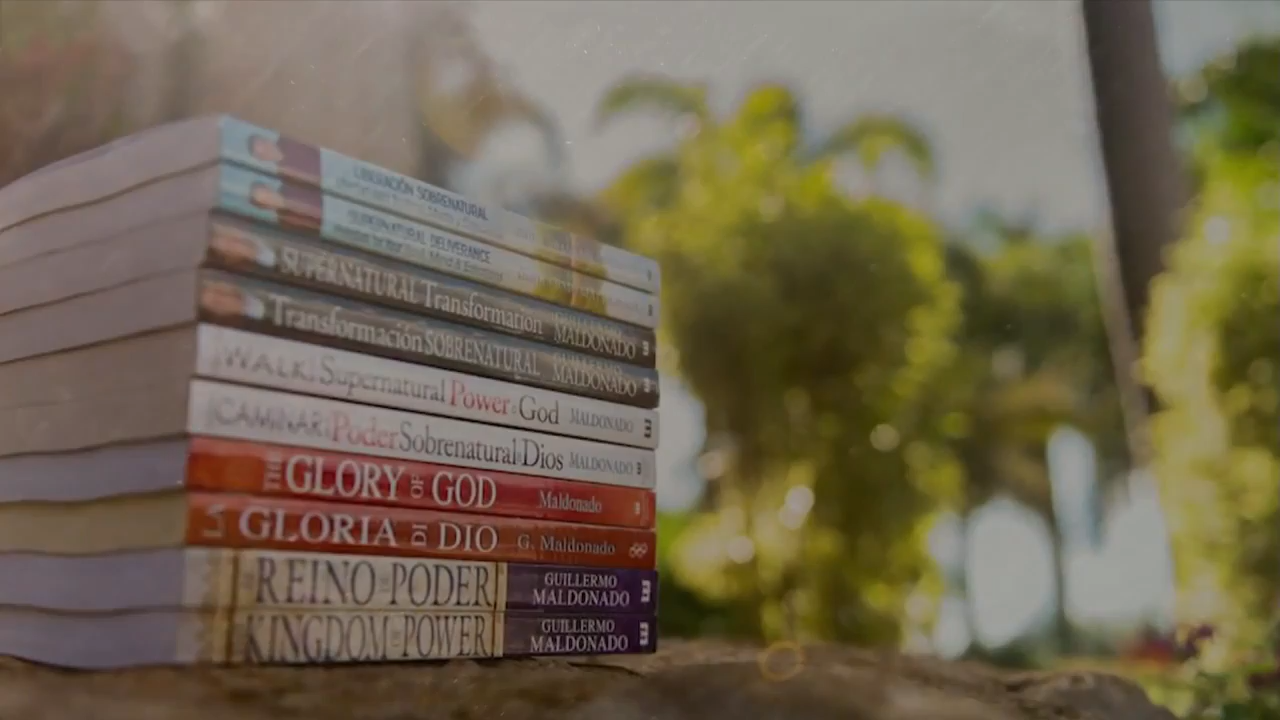 LIBERACIÓN SOBRENATURAL
SUPERNATURAL DELIVERANCE
SUPERNATURAL Transformation MALDONADO
Transformación SOBRENATURAL GUILLERMO MALDONADO
WALK Supernatural Power God MALDONADO
CAMINAR Poder Sobrenatural Dios MALDONADO
THE GLORY OF GOD Maldonado
LA GLORIA DI DIO G. Maldonado
REINO PODER GUILLERMO MALDONADO
KINGDOM POWER GUILLERMO MALDONADO